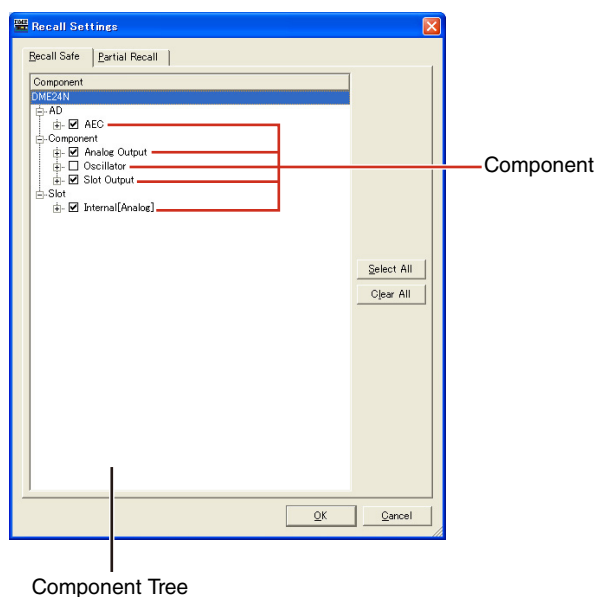 Recall Settings
Recall Safe
Partial Recall
Component
DME24N
AD
AEC
Component
Analog Output
Oscillator
Slot Output
Slot
Internal[Analog]
Component
Select All
Clear All
OK
Cancel
Component Tree